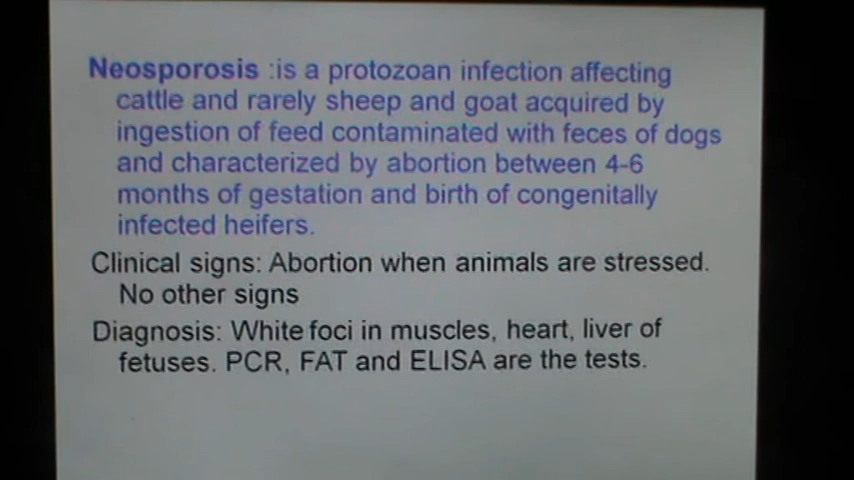 Neosporosis :is a protozoan infection affecting
cattle and rarely sheep and goat acquired by
ingestion of feed contaminated with feces of dogs
and characterized by abortion between 4-6
months of gestation and birth of congenitally
infected heifers.
Clinical signs: Abortion when animals are stressed.
No other signs
Diagnosis: White foci in muscles, heart, liver of
fetuses. PCR, FAT and ELISA are the tests.